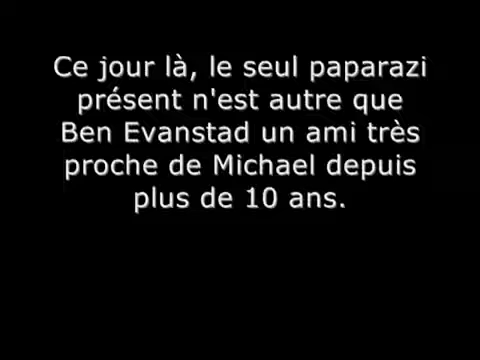 Ce jour là, le seul paparazi
présent n'est autre que
Ben Evanstad un ami très
proche de Michael depuis
plus de 10 ans.